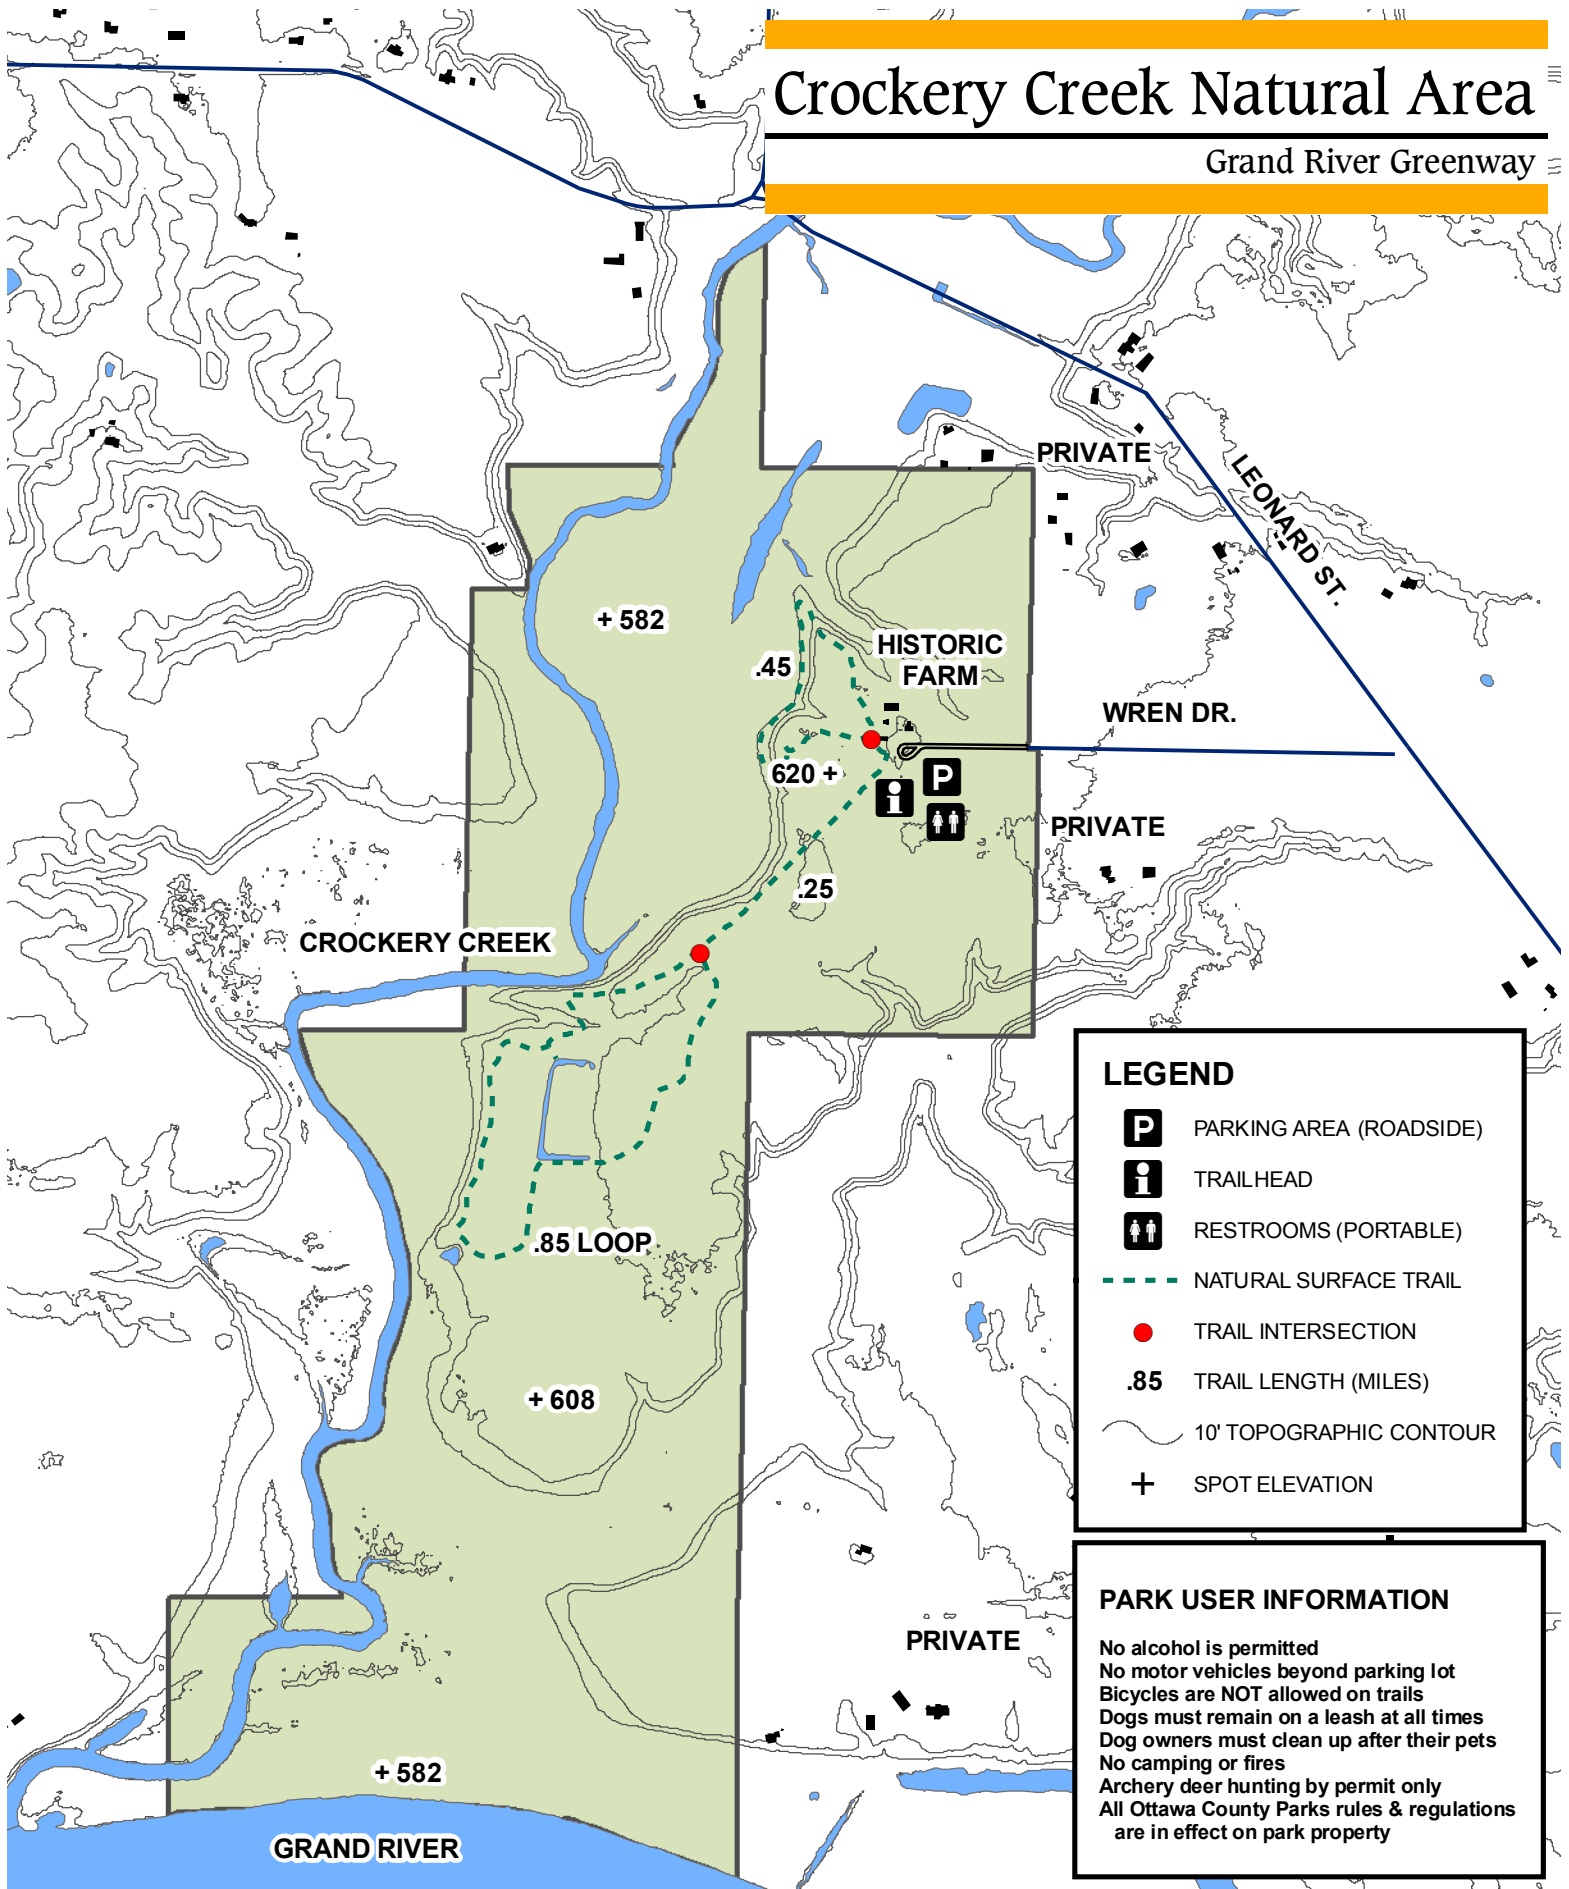 Crockery Creek Natural Area
Grand River Greenway
PRIVATE
LEONARD ST.
+ 582
HISTORIC
FARM
.45
WREN DR.
620 +
P
i
PRIVATE
.25
CROCKERY CREEK
.85 LOOP
+ 608
PRIVATE
+ 582
GRAND RIVER
LEGEND
P PARKING AREA (ROADSIDE)
i TRAILHEAD
RESTROOMS (PORTABLE)
NATURAL SURFACE TRAIL
TRAIL INTERSECTION
.85 TRAIL LENGTH (MILES)
10' TOPOGRAPHIC CONTOUR
+ SPOT ELEVATION
PARK USER INFORMATION
No alcohol is permitted
No motor vehicles beyond parking lot
Bicycles are NOT allowed on trails
Dogs must remain on a leash at all times
Dog owners must clean up after their pets
No camping or fires
Archery deer hunting by permit only
All Ottawa County Parks rules & regulations
are in effect on park property